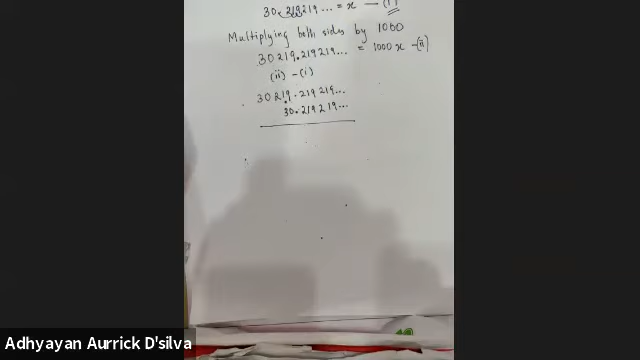 30.219219... = x — (i)
Multiplying both sides by 1000
30219.219219... = 1000x —(ii)
(ii) - (i)
30219.219219...
30.219219...
Adhyayan Aurrick D'silva